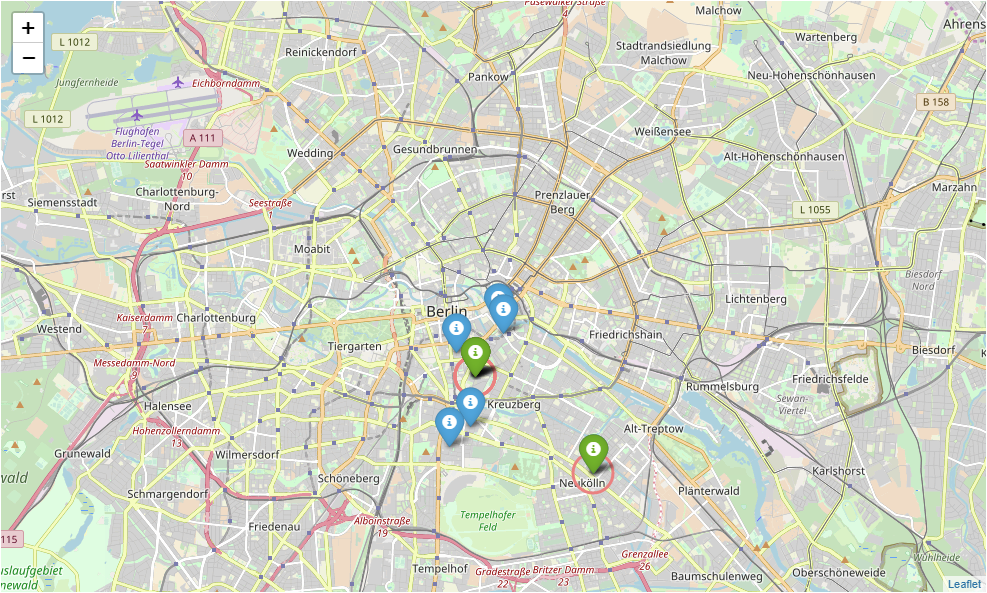 Pasewalker Straße
4
Malchow
+
Ahrens
Wartenberg
L 1012
Reinickendorf
Stadtrandsiedlung
Malchow
−
Pankow
Neu-Hohenschönhausen
Jungfernheide
Eichborndamm
B 158
L 1012
Flughafen
Berlin-Tegel
Otto Lilienthal
A 111
Weißensee
Gesundbrunnen
Wedding
Alt-Hohenschönhausen
Saatwinkler Damm
10
Marzahn
Charlottenburg-
Nord
rst
Siemensstadt
Seestraße
1
Prenzlauer
Berg
L 1055
Moabit
Biesdorf
Nord
Lichtenberg
Berlin
Kaiserdamm
7
Charlottenburg
Westend
Friedrichshain
Tiergarten
Biesdorf
K
Messedamm-Nord
9
Rummelsburg
Friedrichsfelde
Sewan-
Viertel
Halensee
Kreuzberg
Hohenzollerndamm
13
Alt-Treptow
Grunewald
Wilmersdorf
Karlshorst
wald
Schöneberg
Neukölln
Schmargendorf
Plänterwald
Tempelhofer
Feld
Friedenau
Alboinstraße
19
115
Grenzallee
26
Wuhlheide
Tempelhof
Gradestraße
22
Britzer Damm
23
Baumschulenweg
Oberschöneweide
uslaufgebiet
newald
Leaflet